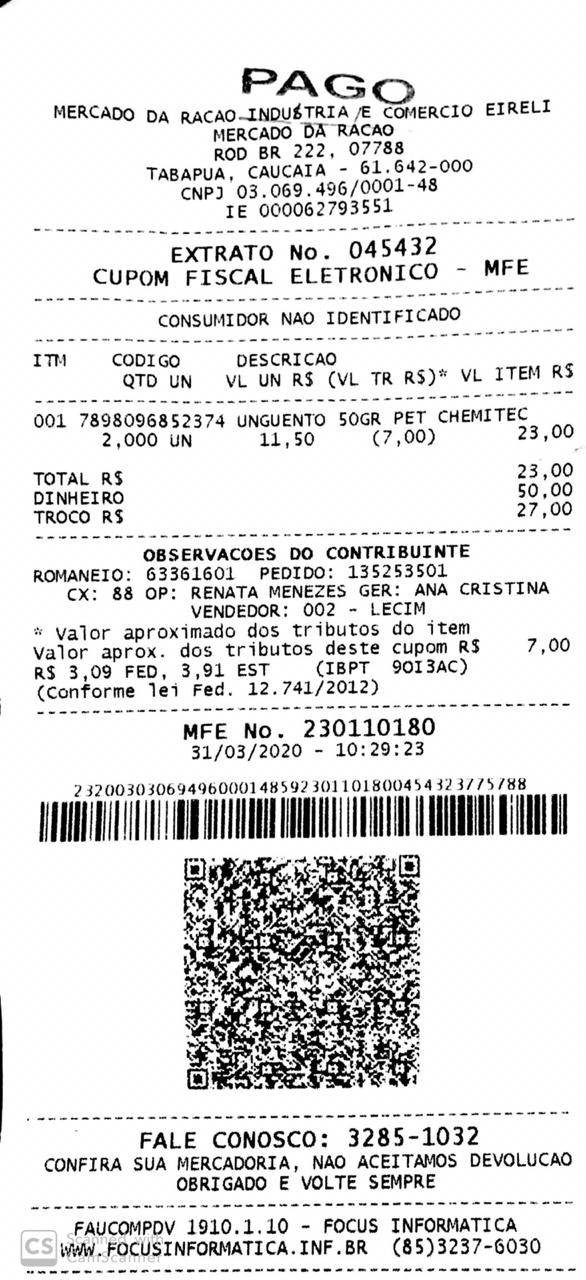 PAGO
MERCADO DA RACAO INDUSTRIA E COMERCIO EIRELI
MERCADO DA RACAO
ROD BR 222, 07788
TABAPUA, CAUCAIA - 61.642-000
CNPJ 03.069.496/0001-48
IE 000062793551
EXTRATO No. 045432
CUPOM FISCAL ELETRONICO - MFE
CONSUMIDOR NAO IDENTIFICADO
ITM CODIGO DESCRICAO
QTD UN VL UN R$ (VL TR R$)* VL ITEM R$
001 7898096852374 UNGUENTO 50GR PET CHEMITEC
2,000 UN 11,50 (7,00) 23,00
TOTAL R$ 23,00
DINHEIRO 50,00
TROCO R$ 27,00
OBSERVACOES DO CONTRIBUINTE
ROMANEIO: 63361601 PEDIDO: 135253501
CX: 88 OP: RENATA MENEZES GER: ANA CRISTINA
VENDEDOR: 002 - LECIM
* Valor aproximado dos tributos do item
Valor aprox. dos tributos deste cupom R$ 7,00
R$ 3,09 FED, 3,91 EST (IBPT 9OI3AC)
(Conforme lei Fed. 12.741/2012)
MFE No. 230110180
31/03/2020 - 10:29:23
23200303069496000148592301101800454323775788
FALE CONOSCO: 3285-1032
CONFIRA SUA MERCADORIA, NAO ACEITAMOS DEVOLUCAO
OBRIGADO E VOLTE SEMPRE
FAUCOMPDV 1910.1.10 - FOCUS INFORMATICA
WWW.FOCUSINFORMATICA.INF.BR (85)3237-6030
CS Scanned with
CamScanner